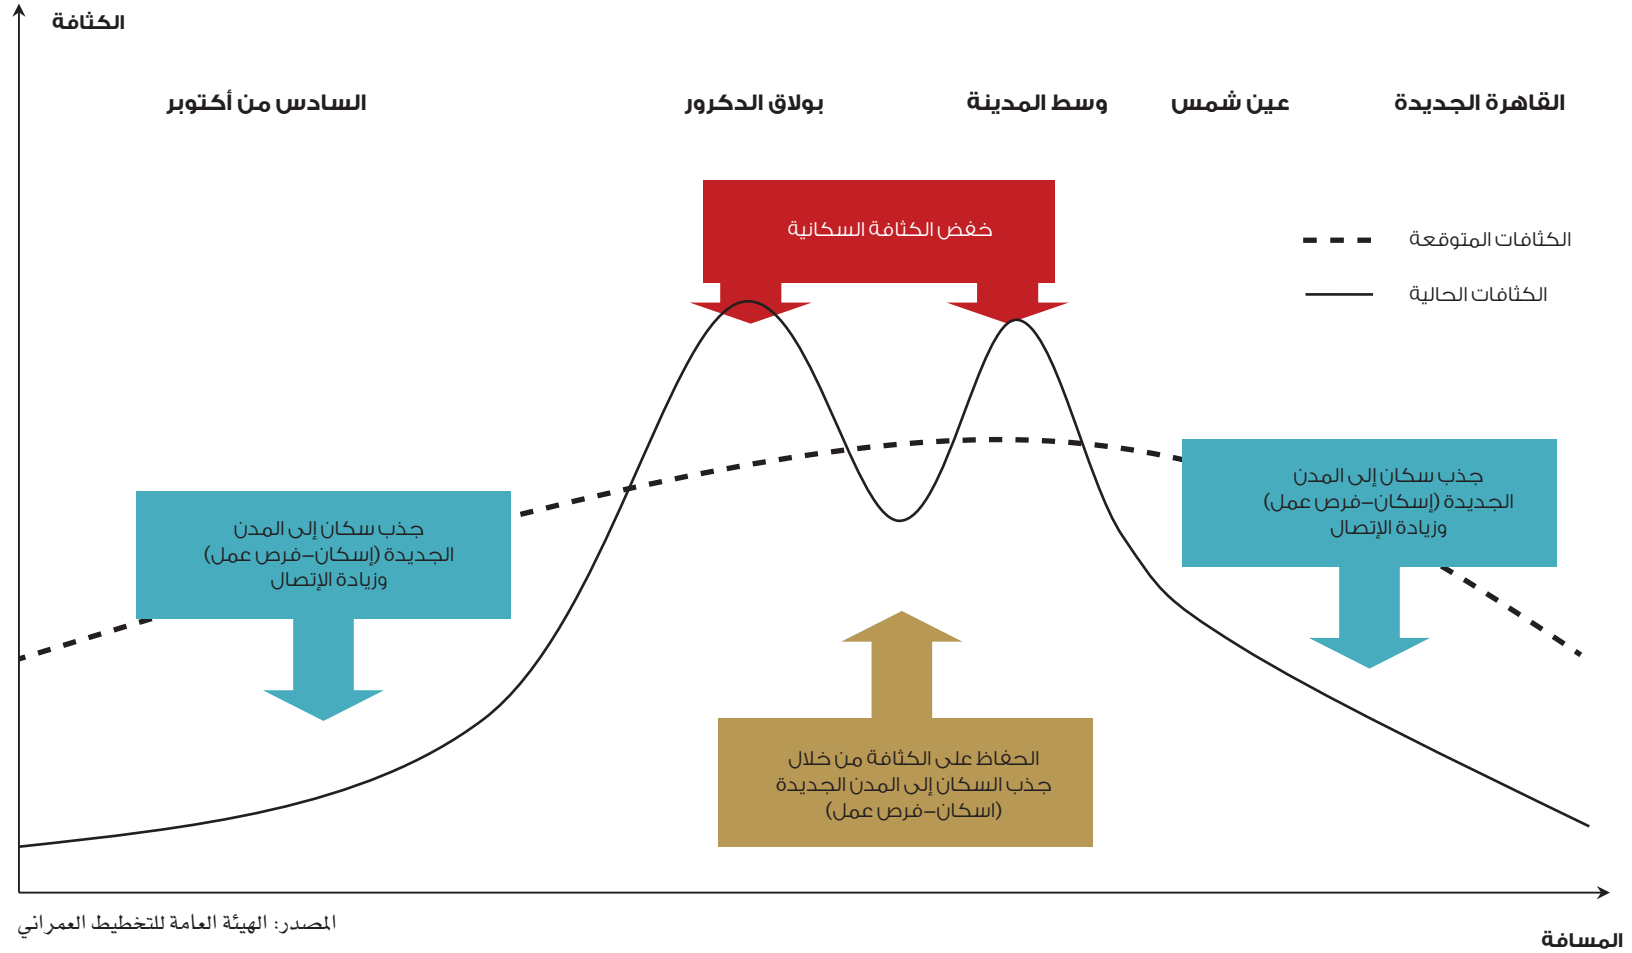 الكثافة
القاهرة الجديدة
عين شمس
وسط المدينة
بولاق الدكرور
السادس من أكتوبر
خفض الكثافة السكانية
الكثافات المتوقعة
الكثافات الحالية
جذب سكان إلى المدن
الجديدة (إسكان-فرص عمل)
وزيادة الإتصال
جذب سكان إلى المدن
الجديدة (إسكان-فرص عمل)
وزيادة الإتصال
الحفاظ على الكثافة من خلال
جذب السكان إلى المدن الجديدة
(اسكان-فرص عمل)
المصدر: الهيئة العامة للتخطيط العمراني
المسافة